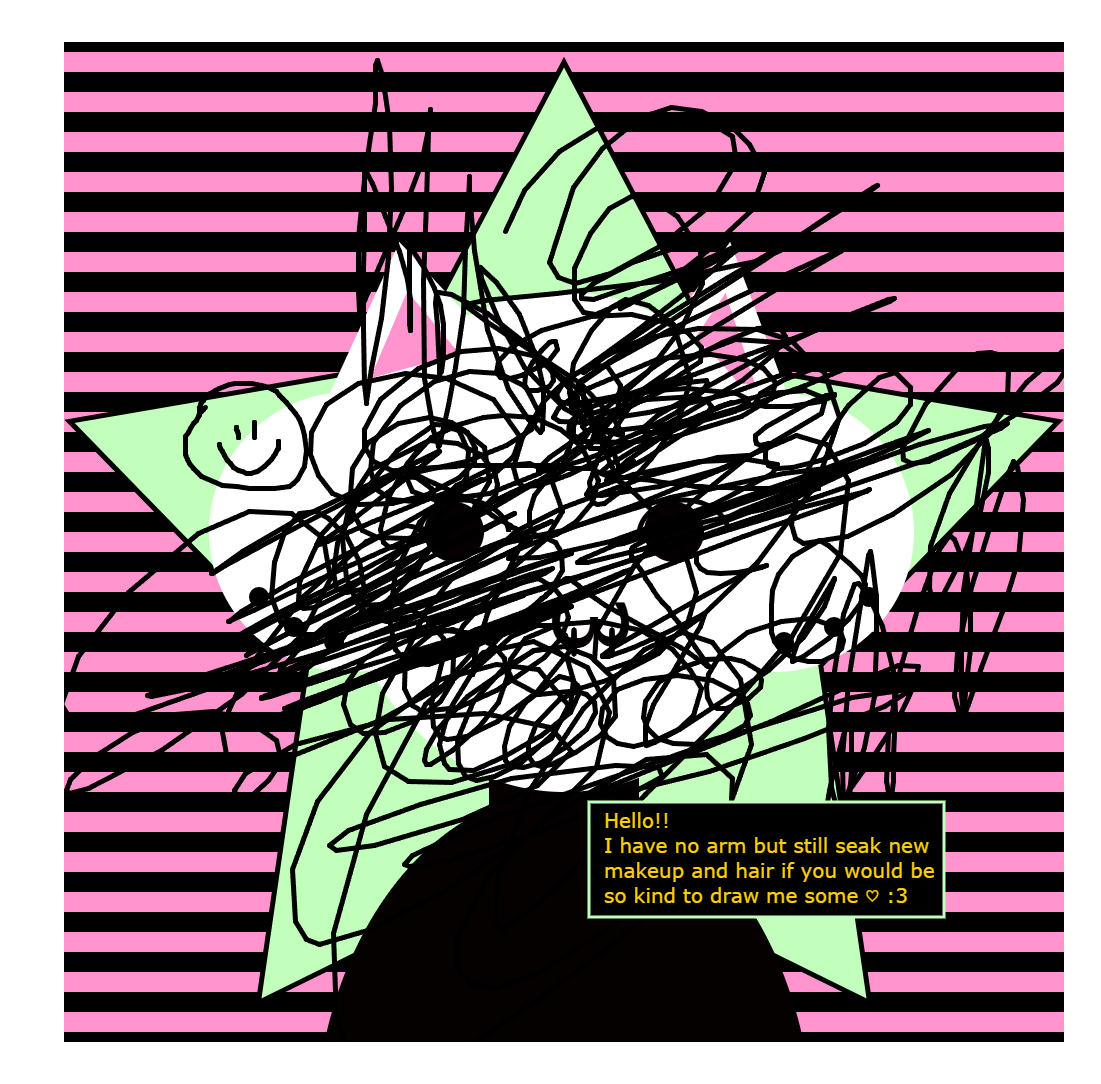 Hello!!
I have no arm but still seak new
makeup and hair if you would be
so kind to draw me some ♡ :3